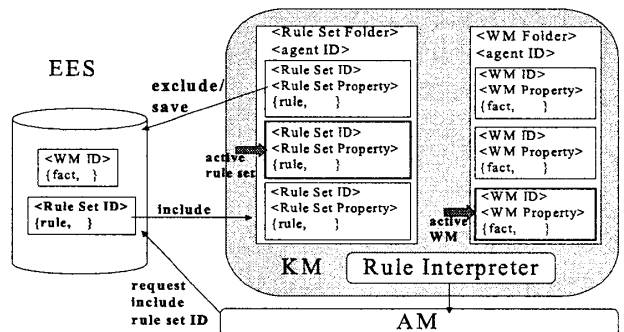 EES
exclude/
save
<WM ID>
{fact, }
<Rule Set ID>
{rule, }
include
request
include
rule set ID
<Rule Set Folder>
<agent ID>
<Rule Set ID>
<Rule Set Property>
{rule, }
<Rule Set ID>
<Rule Set Property>
{rule, }
active
rule set
<Rule Set ID>
<Rule Set Property>
{rule, }
<WM Folder>
<agent ID>
<WM ID>
<WM Property>
{fact, }
<WM ID>
<WM Property>
{fact, }
<WM ID>
<WM Property>
{fact, }
active
WM
KM
Rule Interpreter
AM